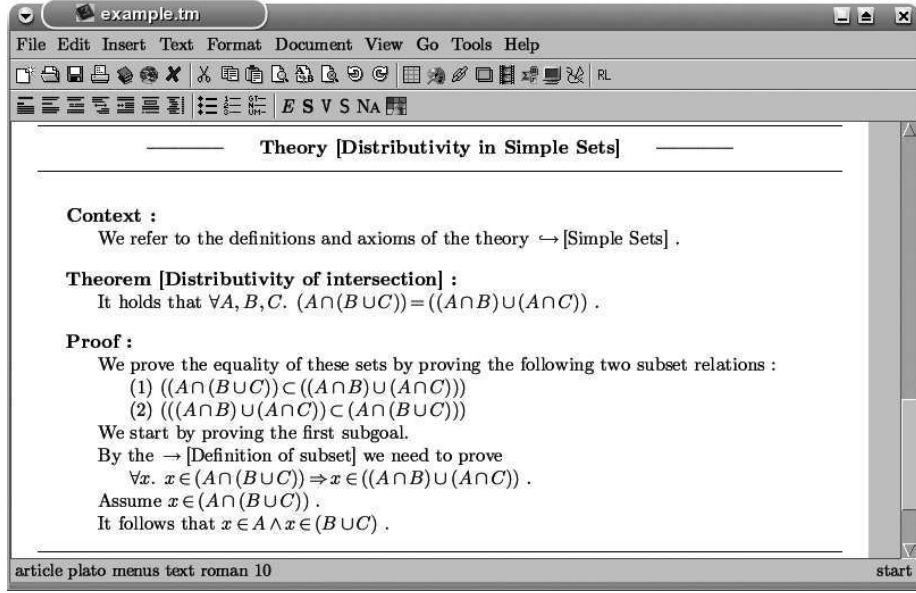 example.tm
File Edit Insert Text Format Document View Go Tools Help
RL
E S V S NA
Theory [Distributivity in Simple Sets]
Context :
We refer to the definitions and axioms of the theory ↪[Simple Sets] .
Theorem [Distributivity of intersection] :
It holds that ∀A, B, C. (A∩(B∪C))=((A∩B)∪(A∩C)) .
Proof :
We prove the equality of these sets by proving the following two subset relations :
(1) ((A∩(B∪C))⊂((A∩B)∪(A∩C)))
(2) (((A∩B)∪(A∩C))⊂(A∩(B∪C)))
We start by proving the first subgoal.
By the →[Definition of subset] we need to prove
∀x. x∈(A∩(B∪C))⇒x∈((A∩B)∪(A∩C)) .
Assume x∈(A∩(B∪C)) .
It follows that x∈A∧x∈(B∪C) .
article plato menus text roman 10 start